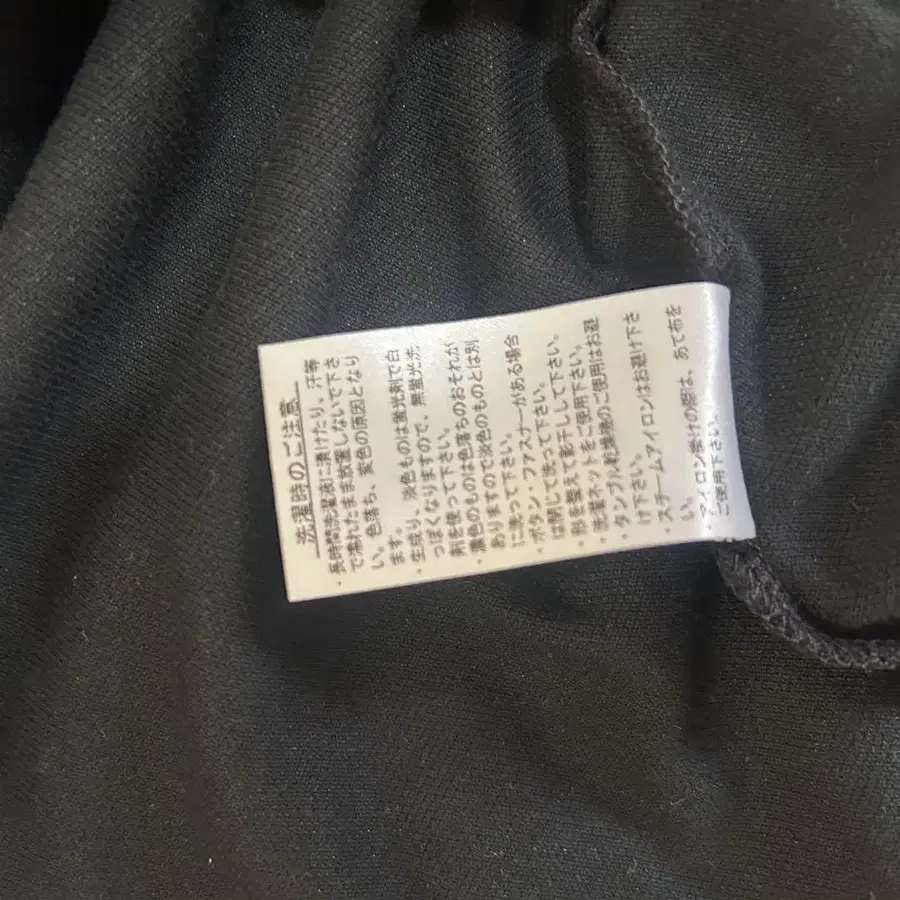 洗濯時のご注意
・長時間洗濯液に漬けたり、汗等
で濡れたまま放置しないで下さ
い。色落ち、変色の原因となり
ます。
・生成り、淡色ものは蛍光剤で白
っぽくなりますので、無蛍光洗
剤を使って下さい。
・濃色のものは色落ちのおそれが
ありますので淡色のものとは別
に洗って下さい。
・ボタン・ファスナーがある場合
は閉じて洗って下さい。
・形を整えて影干しして下さい。
・洗濯ネットをご使用下さい。
・タンブル乾燥機のご使用はお避
け下さい。
・スチームアイロンはお避け下さ
い。
・アイロン掛けの際は、あて布を
ご使用下さい。